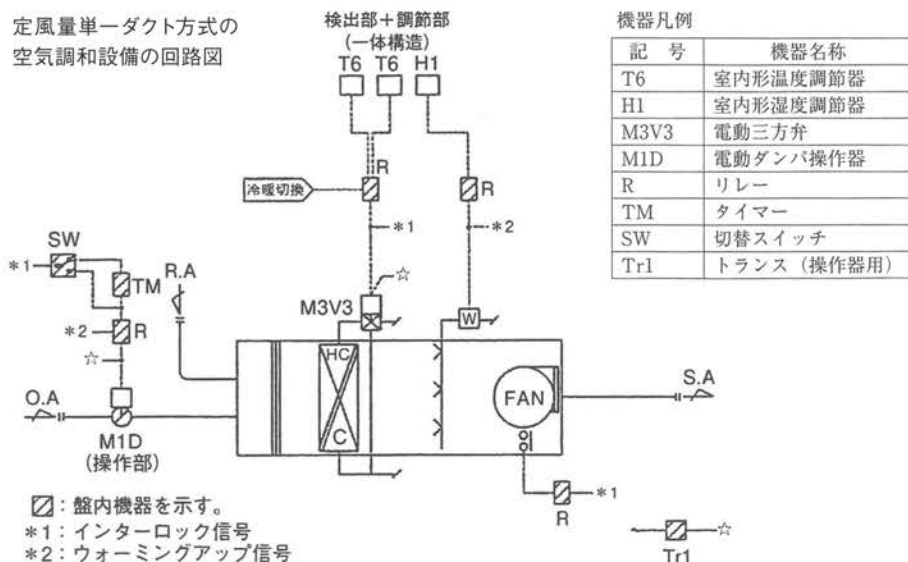 定風量単一ダクト方式の
空気調和設備の回路図
検出部+調節部
(一体構造)
T6 T6 H1
R
冷暖切換
R
*1
*2
SW
*1
TM
R.A
☆
M3V3
W
*2
R
☆
HC
C
FAN
S.A
O.A
M1D
(操作部)
R
*1
:盤内機器を示す。
*1:インターロック信号
*2:ウォーミングアップ信号
☆
Tr1
機器凡例
記 号 機器名称
T6 室内形温度調節器
H1 室内形湿度調節器
M3V3 電動三方弁
M1D 電動ダンパ操作器
R リレー
TM タイマー
SW 切替スイッチ
Tr1 トランス(操作器用)